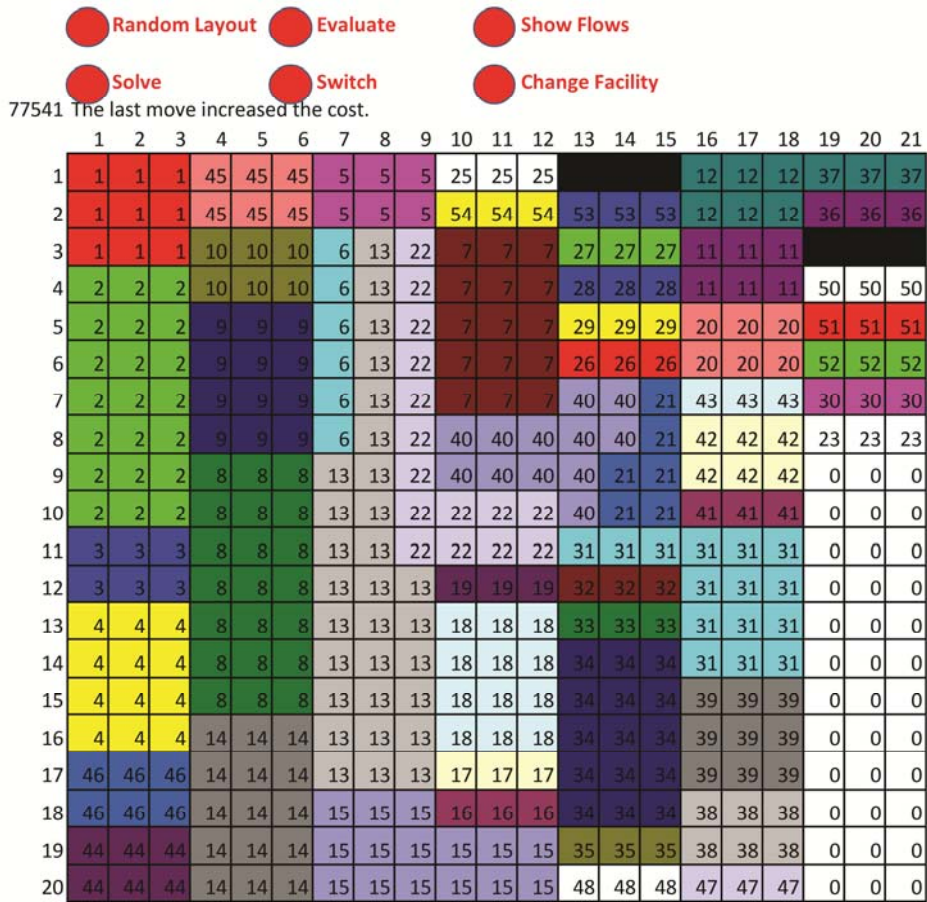 Random Layout Evaluate Show Flows
Solve Switch Change Facility
77541 The last move increased the cost.
1 2 3 4 5 6 7 8 9 10 11 12 13 14 15 16 17 18 19 20 21
1 1 1 1 45 45 45 5 5 5 25 25 25 12 12 12 37 37 37
2 1 1 1 45 45 45 5 5 5 54 54 54 53 53 53 12 12 12 36 36 36
3 1 1 1 10 10 10 6 13 22 7 7 7 27 27 27 11 11 11
4 2 2 2 10 10 10 6 13 22 7 7 7 28 28 28 11 11 11 50 50 50
5 2 2 2 9 9 9 6 13 22 7 7 7 29 29 29 20 20 20 51 51 51
6 2 2 2 9 9 9 6 13 22 7 7 7 26 26 26 20 20 20 52 52 52
7 2 2 2 9 9 9 6 13 22 7 7 7 40 40 21 43 43 43 30 30 30
8 2 2 2 9 9 9 6 13 22 40 40 40 40 40 21 42 42 42 23 23 23
9 2 2 2 8 8 8 13 13 22 40 40 40 40 21 21 42 42 42 0 0 0
10 2 2 2 8 8 8 13 13 22 22 22 22 40 21 21 41 41 41 0 0 0
11 3 3 3 8 8 8 13 13 22 22 22 22 31 31 31 31 31 31 0 0 0
12 3 3 3 8 8 8 13 13 13 19 19 19 32 32 32 31 31 31 0 0 0
13 4 4 4 8 8 8 13 13 13 18 18 18 33 33 33 31 31 31 0 0 0
14 4 4 4 8 8 8 13 13 13 18 18 18 34 34 34 31 31 31 0 0 0
15 4 4 4 8 8 8 13 13 13 18 18 18 34 34 34 39 39 39 0 0 0
16 4 4 4 14 14 14 13 13 13 18 18 18 34 34 34 39 39 39 0 0 0
17 46 46 46 14 14 14 13 13 13 17 17 17 34 34 34 39 39 39 0 0 0
18 46 46 46 14 14 14 15 15 15 16 16 16 34 34 34 38 38 38 0 0 0
19 44 44 44 14 14 14 15 15 15 15 15 15 35 35 35 38 38 38 0 0 0
20 44 44 44 14 14 14 15 15 15 15 15 15 48 48 48 47 47 47 0 0 0